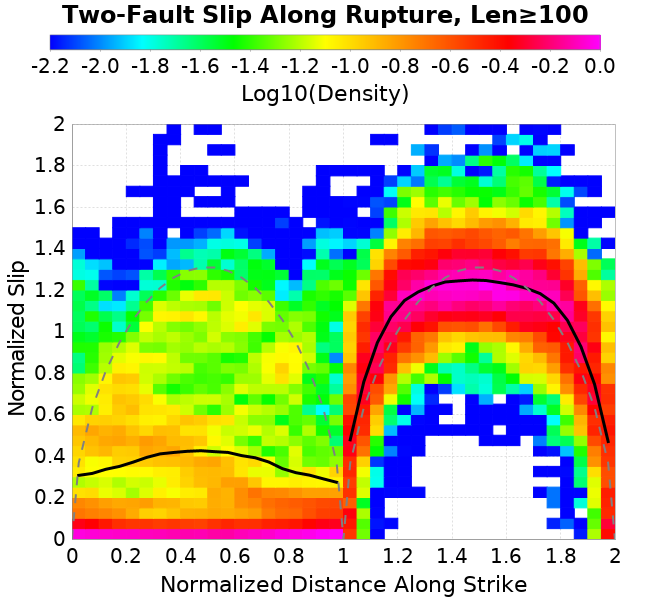 Two-Fault Slip Along Rupture, Len≥100
-2.2 -2.0 -1.8 -1.6 -1.4 -1.2 -1.0 -0.8 -0.6 -0.4 -0.2 0.0
Log10(Density)
2
1.8
1.6
1.4
1.2
1
0.8
0.6
0.4
0.2
0
Normalized Slip
0 0.2 0.4 0.6 0.8 1 1.2 1.4 1.6 1.8 2
Normalized Distance Along Strike